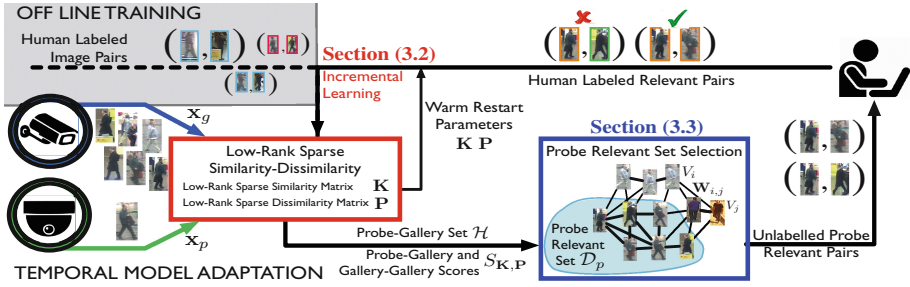 OFF LINE TRAINING
Human Labeled
Image Pairs
( , ) ( , )
( , )
Section (3.2)
Incremental
Learning
✘ ✔
( , ) ( , )
Human Labeled Relevant Pairs
x_g
Warm Restart
Parameters
K P
Low-Rank Sparse
Similarity-Dissimilarity
Low-Rank Sparse Similarity Matrix K
Low-Rank Sparse Dissimilarity Matrix P
x_p
Section (3.3)
Probe Relevant Set Selection
V_i
W_{i,j}
V_j
Probe
Relevant
Set 𝒟_p
( , )
( , )
Probe-Gallery Set ℋ
Probe-Gallery and
Gallery-Gallery Scores S_{K,P}
Unlabelled Probe
Relevant Pairs
TEMPORAL MODEL ADAPTATION